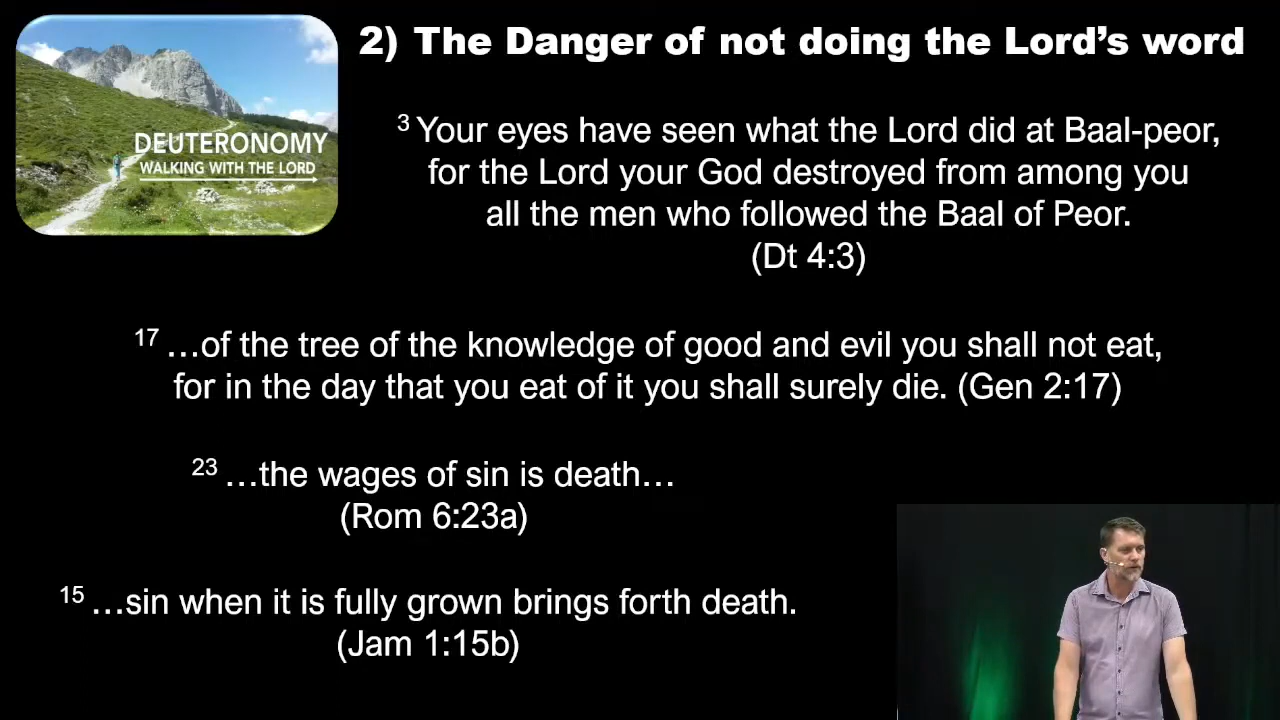 2) The Danger of not doing the Lord's word
DEUTERONOMY
WALKING WITH THE LORD
3 Your eyes have seen what the Lord did at Baal-peor,
for the Lord your God destroyed from among you
all the men who followed the Baal of Peor.
(Dt 4:3)
17 …of the tree of the knowledge of good and evil you shall not eat,
for in the day that you eat of it you shall surely die. (Gen 2:17)
23 …the wages of sin is death…
(Rom 6:23a)
15 …sin when it is fully grown brings forth death.
(Jam 1:15b)